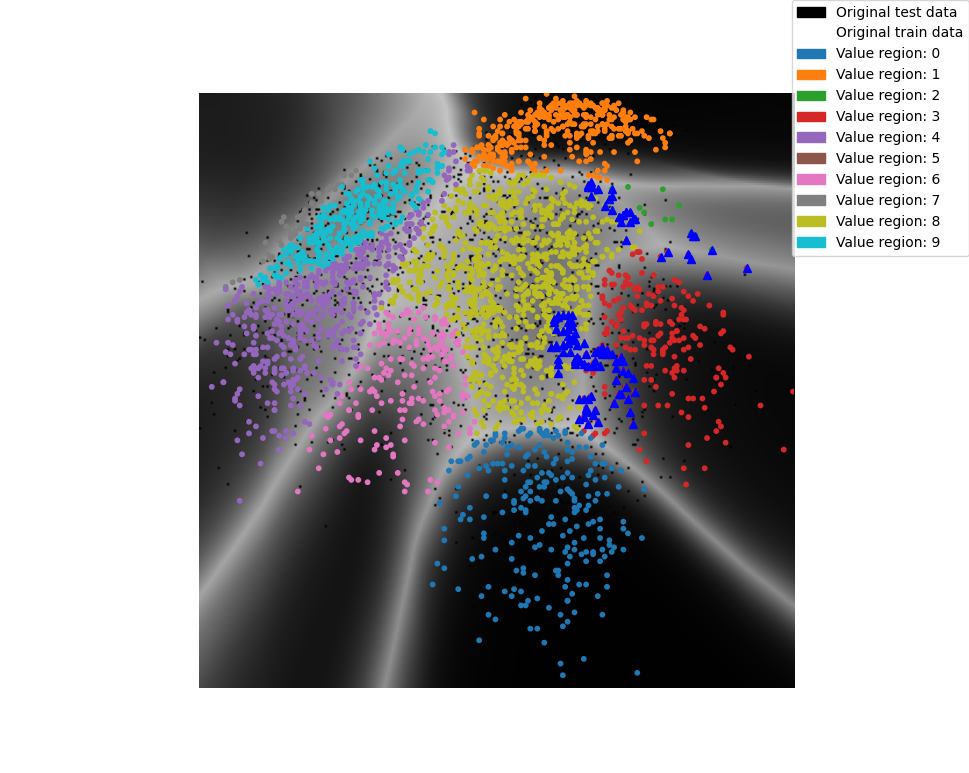 Original test data
Original train data
Value region: 0
Value region: 1
Value region: 2
Value region: 3
Value region: 4
Value region: 5
Value region: 6
Value region: 7
Value region: 8
Value region: 9